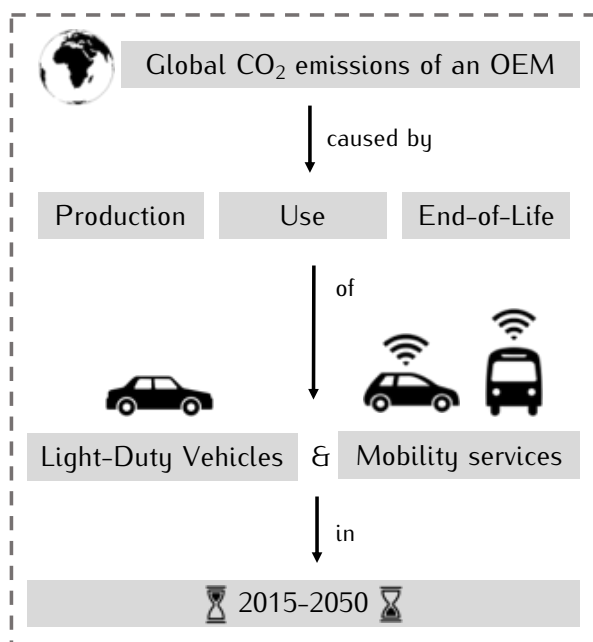 Global CO₂ emissions of an OEM
caused by
Production Use End-of-Life
of
Light-Duty Vehicles & Mobility services
in
2015-2050